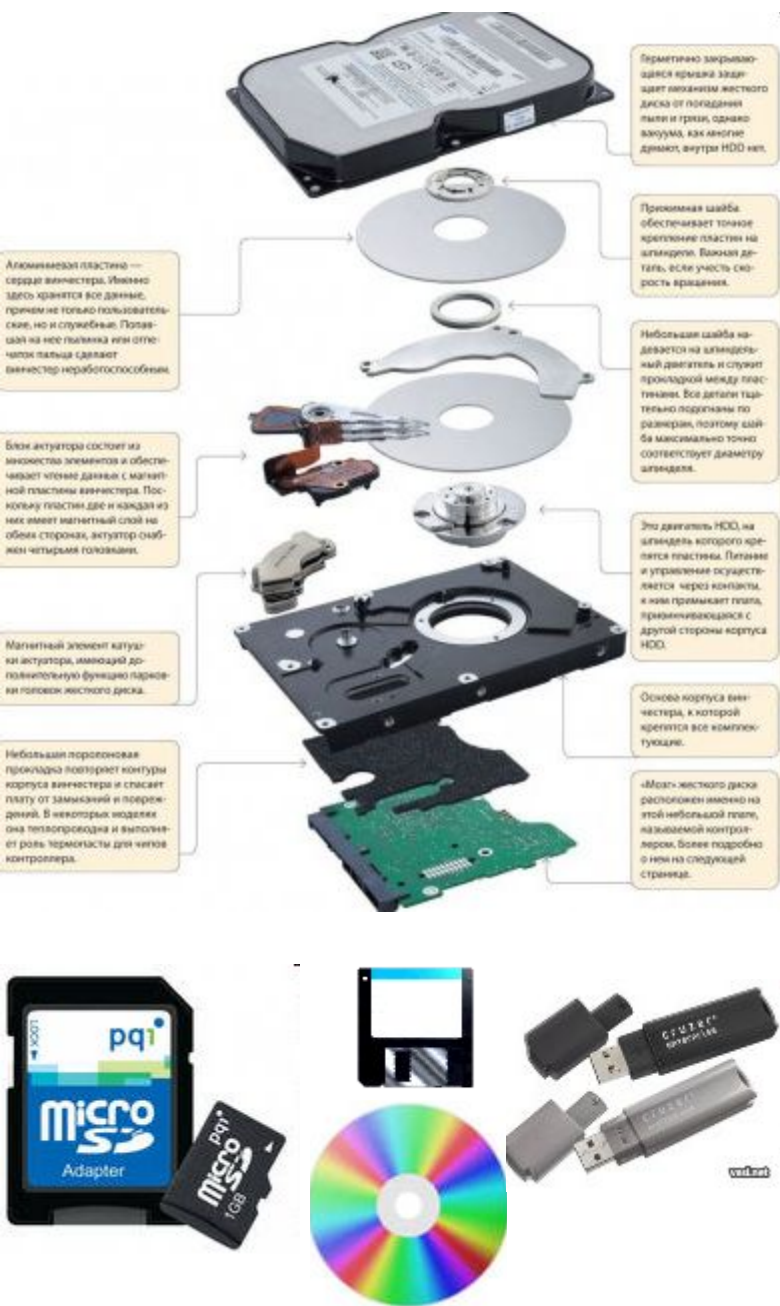 Герметично закрываю-
щаяся крышка защи-
щает механизм жесткого
диска от попадания
пыли и грязи, однако
вакуума, как многие
думают, внутри HDD нет.
Прижимная шайба
обеспечивает точное
крепление пластин на
шпинделе. Важная де-
таль, если учесть ско-
рость вращения.
Алюминиевая пластина —
сердце винчестера. Именно
здесь хранятся все данные,
причем не только пользователь-
ские, но и служебные. Попав-
шая на нее пылинка или отпе-
чаток пальца сделают
винчестер неработоспособным.
Небольшая шайба на-
девается на шпиндель-
ный двигатель и служит
прокладкой между плас-
тинами. Все детали тща-
тельно подогнаны по
размерам, поэтому шай-
ба максимально точно
соответствует диаметру
шпинделя.
Блок актуатора состоит из
множества элементов и обеспе-
чивает чтение данных с магнит-
ной пластины винчестера. Пос-
кольку пластин две и каждая из
них имеет магнитный слой на
обеих сторонах, актуатор снаб-
жен четырьмя головками.
Это двигатель HDD, на
шпиндель которого кре-
пятся пластины. Питание
и управление осуществ-
ляется через контакты,
к ним примыкает плата,
привинчивающаяся с
другой стороны корпуса
HDD.
Магнитный элемент катуш-
ки актуатора, имеющий до-
полнительную функцию парков-
ки головок жесткого диска.
Основа корпуса вин-
честера, к которой
крепятся все комплек-
тующие.
Небольшая поролоновая
прокладка повторяет контуры
корпуса винчестера и спасает
плату от замыканий и повреж-
дений. В некоторых моделях
она теплопроводна и выполня-
ет роль термопасты для чипов
контроллера.
«Мозг» жесткого диска
расположен именно на
этой небольшой плате,
называемой контрол-
лером. Более подробно
о нем на следующей
странице.
LOCK
pqi
Micro
SD
Adapter
pqi
Micro
SD
1GB
cruzer
enterprise
cruzer